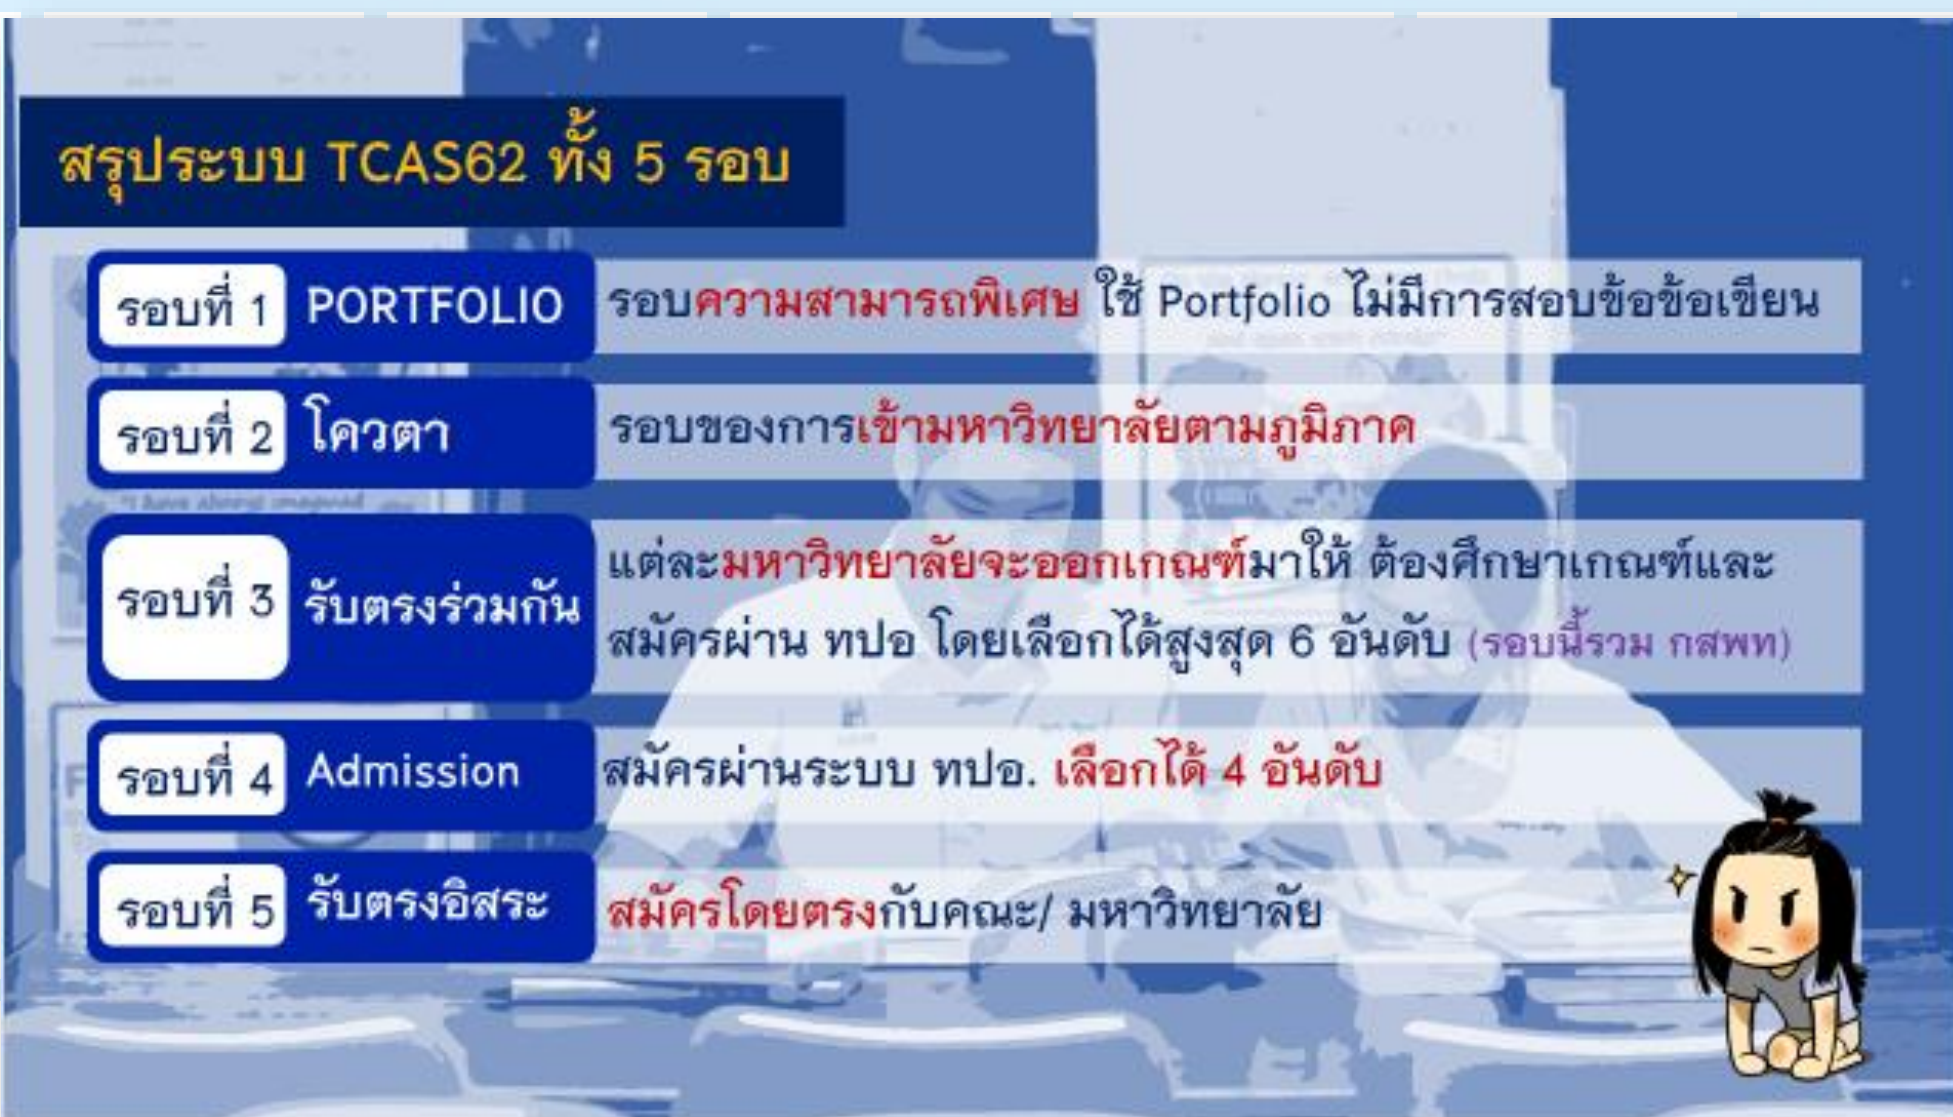 สรุประบบ TCAS62 ทั้ง 5 รอบ
รอบที่ 1 PORTFOLIO รอบความสามารถพิเศษ ใช้ Portfolio ไม่มีการสอบข้อข้อเขียน
รอบที่ 2 โควตา รอบของการเข้ามหาวิทยาลัยตามภูมิภาค
รอบที่ 3 รับตรงร่วมกัน แต่ละมหาวิทยาลัยจะออกเกณฑ์มาให้ ต้องศึกษาเกณฑ์และ
สมัครผ่าน ทปอ โดยเลือกได้สูงสุด 6 อันดับ (รอบนี้รวม กสพท)
รอบที่ 4 Admission สมัครผ่านระบบ ทปอ. เลือกได้ 4 อันดับ
รอบที่ 5 รับตรงอิสระ สมัครโดยตรงกับคณะ/ มหาวิทยาลัย